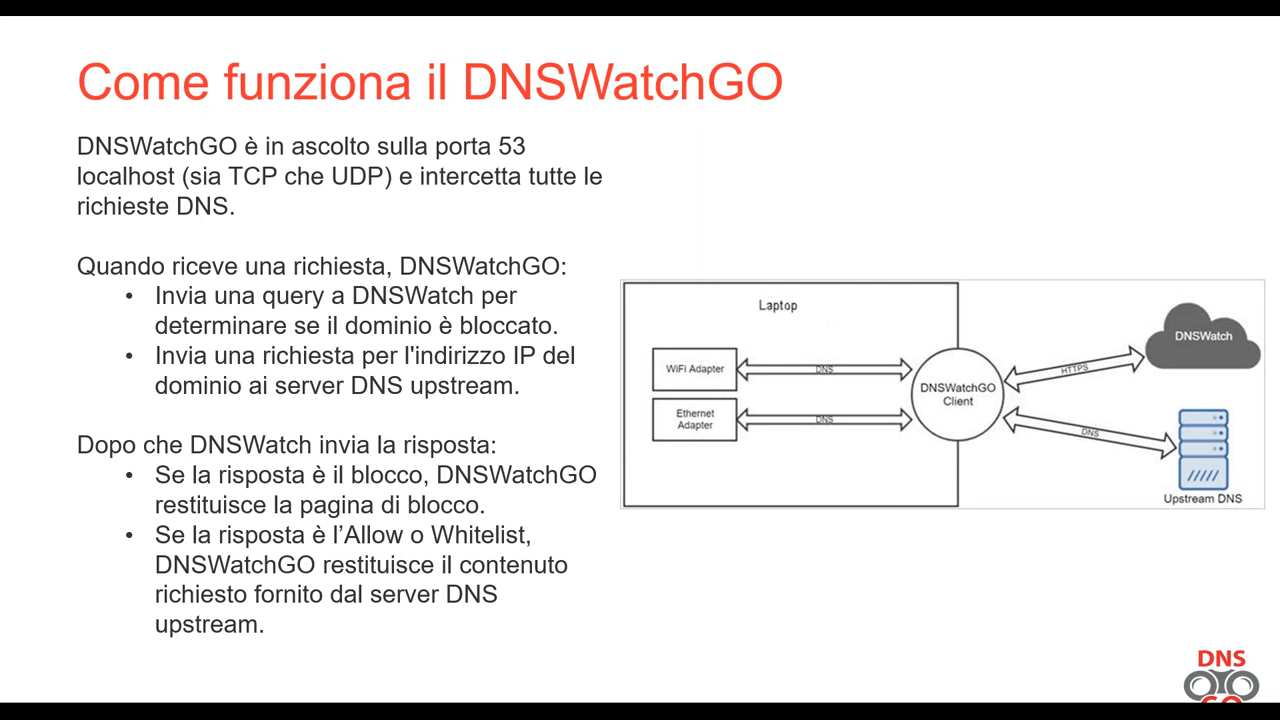 Come funziona il DNSWatchGO
DNSWatchGO è in ascolto sulla porta 53
localhost (sia TCP che UDP) e intercetta tutte le
richieste DNS.
Quando riceve una richiesta, DNSWatchGO:
• Invia una query a DNSWatch per
determinare se il dominio è bloccato.
• Invia una richiesta per l'indirizzo IP del
dominio ai server DNS upstream.
Dopo che DNSWatch invia la risposta:
• Se la risposta è il blocco, DNSWatchGO
restituisce la pagina di blocco.
• Se la risposta è l’Allow o Whitelist,
DNSWatchGO restituisce il contenuto
richiesto fornito dal server DNS
upstream.
Laptop
WiFi Adapter
DNS
Ethernet
Adapter
DNS
DNSWatchGO
Client
HTTPS
DNSWatch
DNS
Upstream DNS
DNS
GO